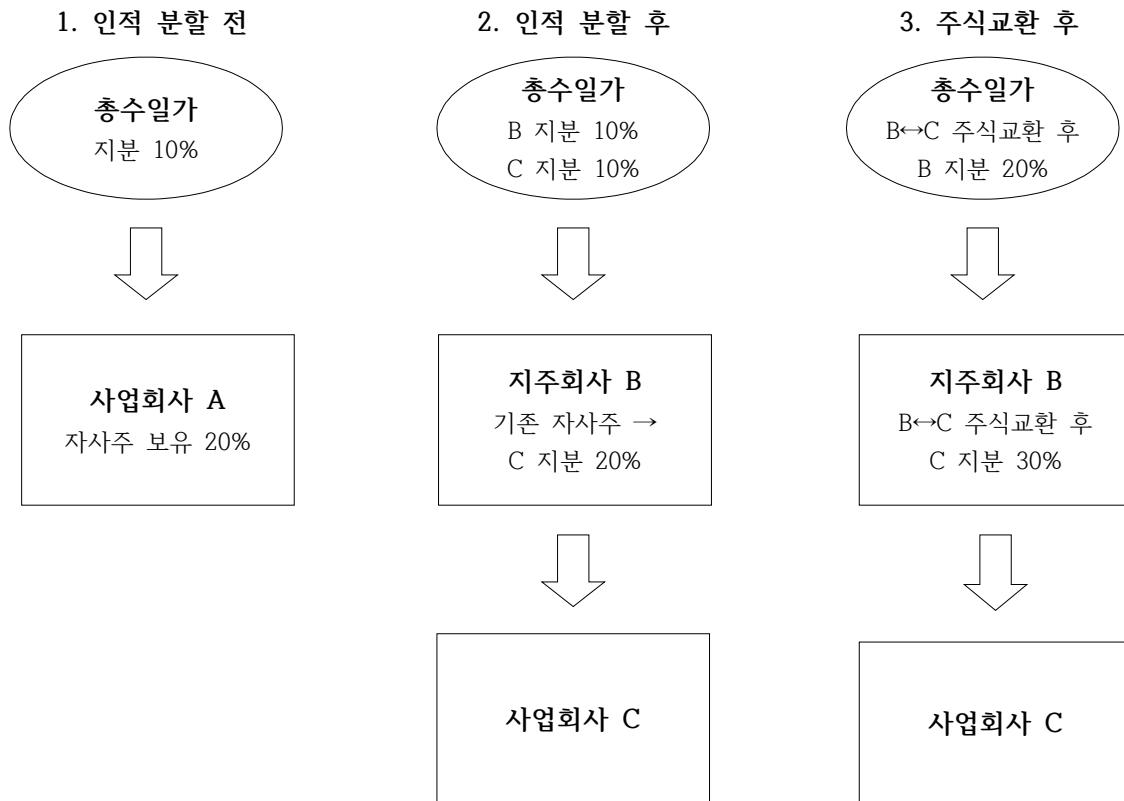 1. 인적 분할 전
총수일가
지분 10%
사업회사 A
자사주 보유 20%
2. 인적 분할 후
총수일가
B 지분 10%
C 지분 10%
지주회사 B
기존 자사주 →
C 지분 20%
사업회사 C
3. 주식교환 후
총수일가
B↔C 주식교환 후
B 지분 20%
지주회사 B
B↔C 주식교환 후
C 지분 30%
사업회사 C